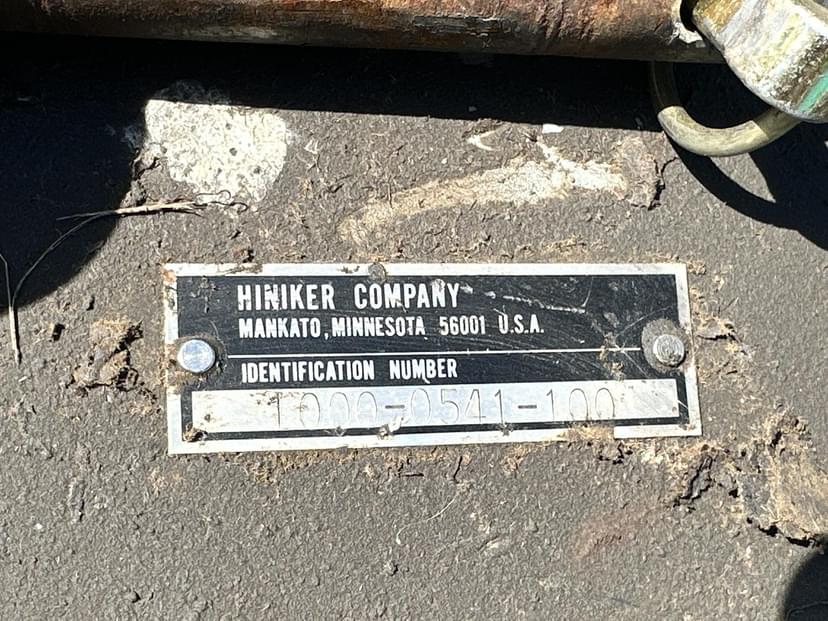 HINIKER COMPANY
MANKATO, MINNESOTA 56001 U.S.A.
IDENTIFICATION NUMBER
1000-0541-100